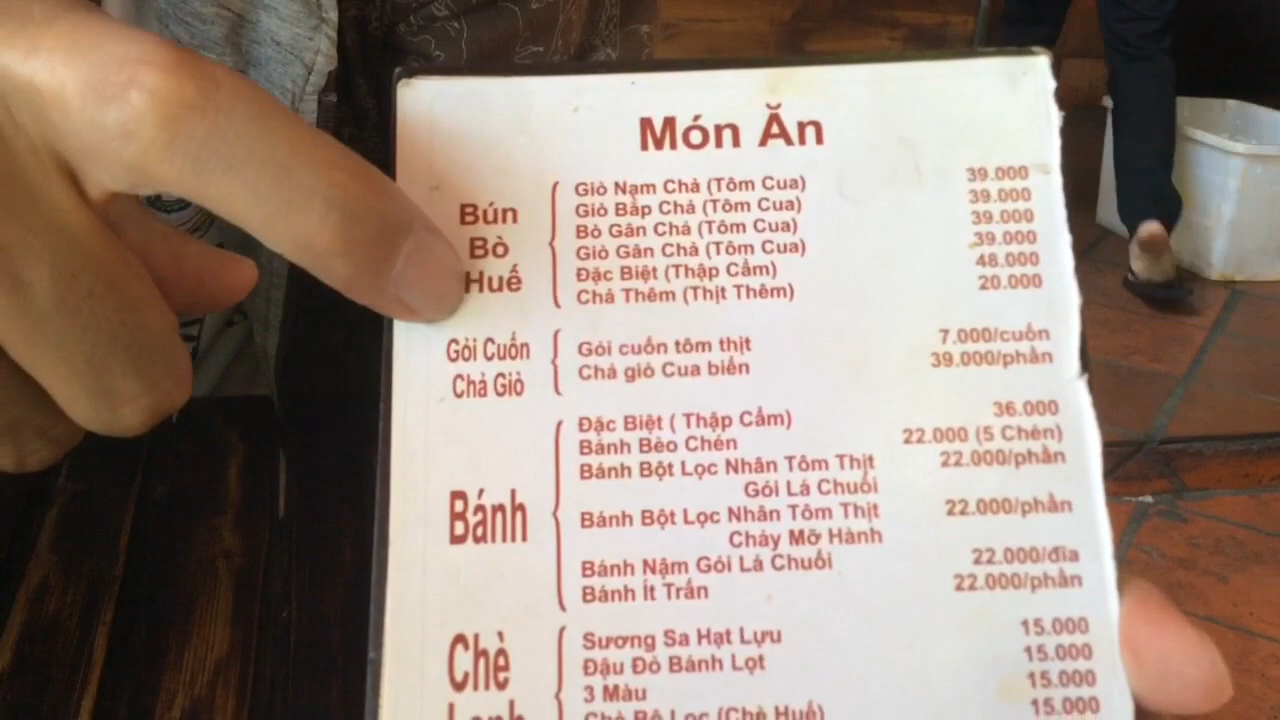 Món Ăn
Bún
Bò
Huế
Giò Nạm Chả (Tôm Cua) 39.000
Giò Bắp Chả (Tôm Cua) 39.000
Bò Gân Chả (Tôm Cua) 39.000
Giò Gân Chả (Tôm Cua) 39.000
Đặc Biệt (Thập Cẩm) 48.000
Chả Thêm (Thịt Thêm) 20.000
Gỏi Cuốn
Chả Giò
Gỏi cuốn tôm thịt 7.000/cuốn
Chả giò Cua biển 39.000/phần
Bánh
Đặc Biệt ( Thập Cẩm) 36.000
Bánh Bèo Chén 22.000 (5 Chén)
Bánh Bột Lọc Nhân Tôm Thịt 22.000/phần
Gói Lá Chuối
Bánh Bột Lọc Nhân Tôm Thịt 22.000/phần
Chảy Mỡ Hành
Bánh Nậm Gói Lá Chuối 22.000/đĩa
Bánh Ít Trần 22.000/phần
Chè
Lạnh
Sương Sa Hạt Lựu 15.000
Đậu Đỏ Bánh Lọt 15.000
3 Màu 15.000
Chè Bột Lọc (Chè Huế) 15.000